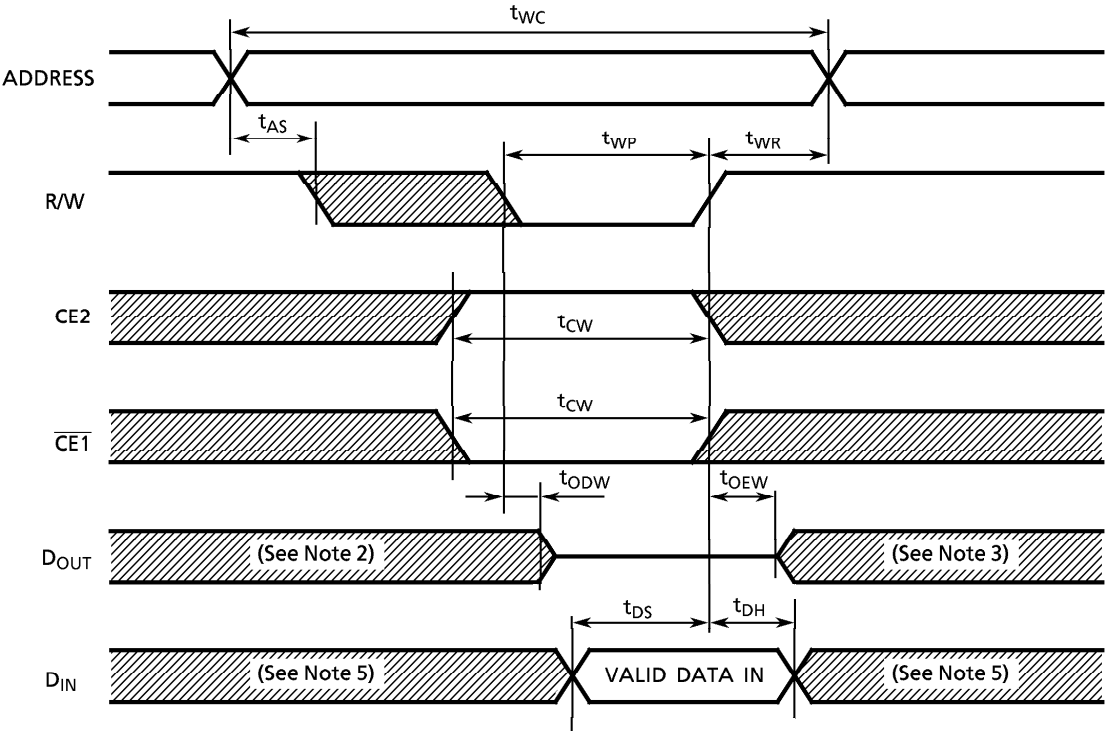 tWC
ADDRESS
tAS
tWP
tWR
R/W
CE2
tCW
tCW
CE1
tODW
tOEW
DOUT
(See Note 2)
(See Note 3)
tDS
tDH
DIN
(See Note 5)
VALID DATA IN
(See Note 5)